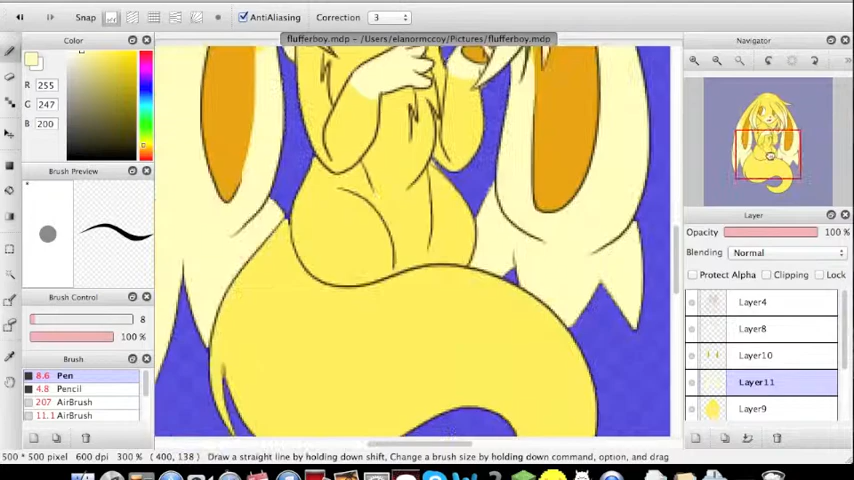 Snap
AntiAliasing
Correction
3
flufferboy.mdp - /Users/elanormccoy/Pictures/flufferboy.mdp
Color
R 255
G 247
B 200
Brush Preview
Brush Control
8
100 %
Brush
8.6 Pen
4.8 Pencil
207 AirBrush
11.1 AirBrush
Navigator
Layer
Opacity 100 %
Blending Normal
Protect Alpha Clipping Lock
Layer4
Layer8
Layer10
Layer11
Layer9
500 * 500 pixel 600 dpi 300 % ( 400, 138 ) Draw a straight line by holding down shift, Change a brush size by holding down command, option, and drag